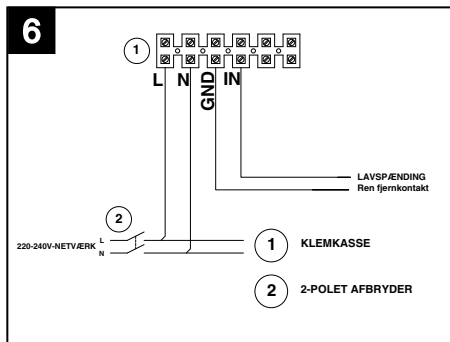 6
1
L N GND IN
LAVSPÆNDING
Ren fjernkontakt
2
220-240V-NETVÆRK
L
N
1 KLEMKASSE
2 2-POLET AFBRYDER